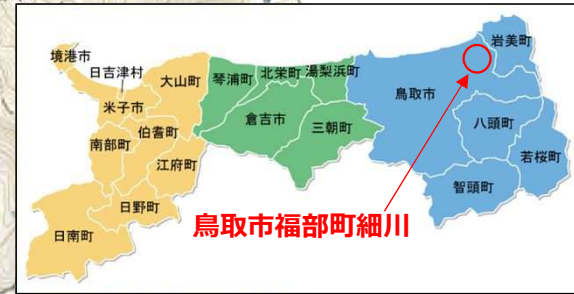 境港市
日吉津村
米子市
大山町
琴浦町
北栄町
湯梨浜町
岩美町
鳥取市
南部町
伯耆町
倉吉市
三朝町
八頭町
江府町
若桜町
智頭町
日野町
日南町
鳥取市福部町細川